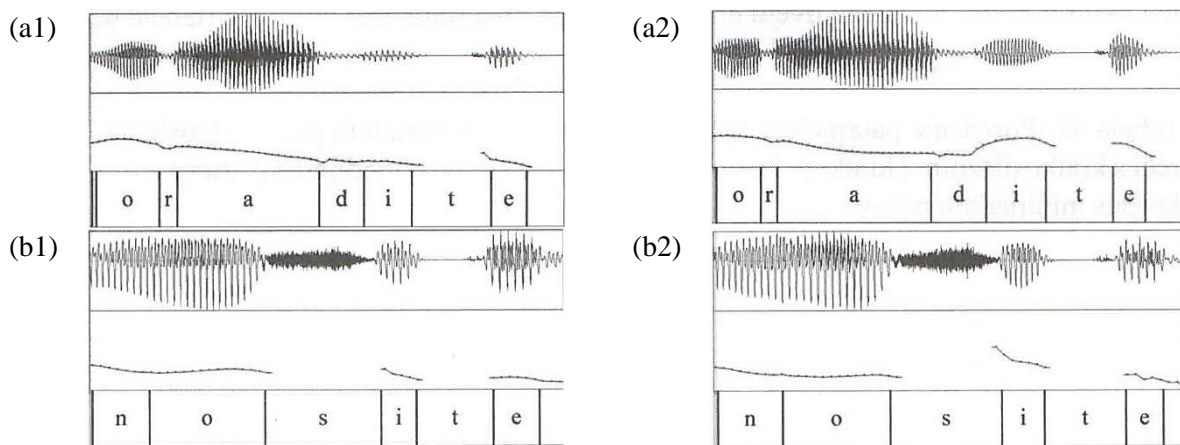 (a1)
o r a d i t e
(a2)
o r a d i t e
(b1)
n o s i t e
(b2)
n o s i t e